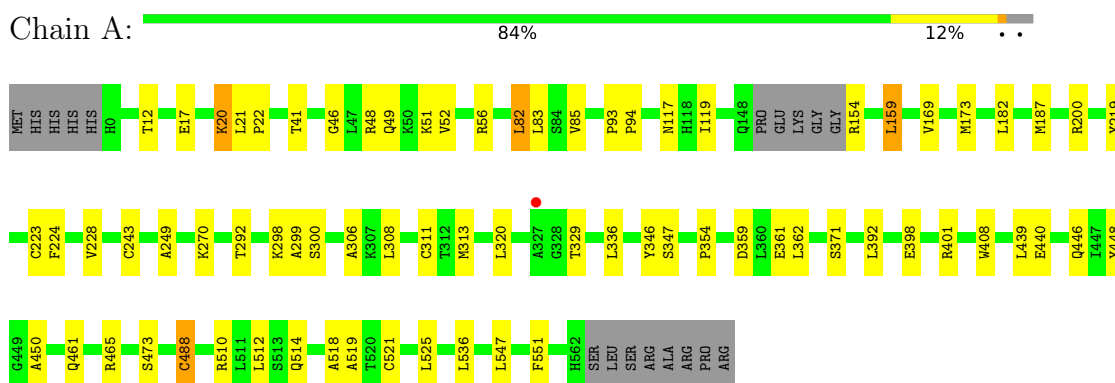 Chain A:
84% 12% • •
MET HIS HIS HIS HIS H0 T12 E17 K20 L21 P22 T41 G46 L47 R48 Q49 K50 K51 V52 R56 L82 L83 S84 V85 P93 P94 N117 H118 I119 Q148 PRO GLU LYS GLY GLY R154 L159 V169 M173 L182 M187 R200
C223 F224 V228 C243 A249 K270 T292 K298 A299 S300 A306 K307 L308 C311 T312 M313 L320 A327 G328 T329 L336 Y346 S347 P354 D359 L360 E361 L362 S371 L392 E398 R401 W408 L439 E440 Q446 I447
G449 A450 Q461 R465 S473 C488 R510 L511 L512 S513 Q514 A518 A519 T520 C521 L525 L536 L547 F551 H562 SER LEU SER ARG ALA ARG PRO ARG